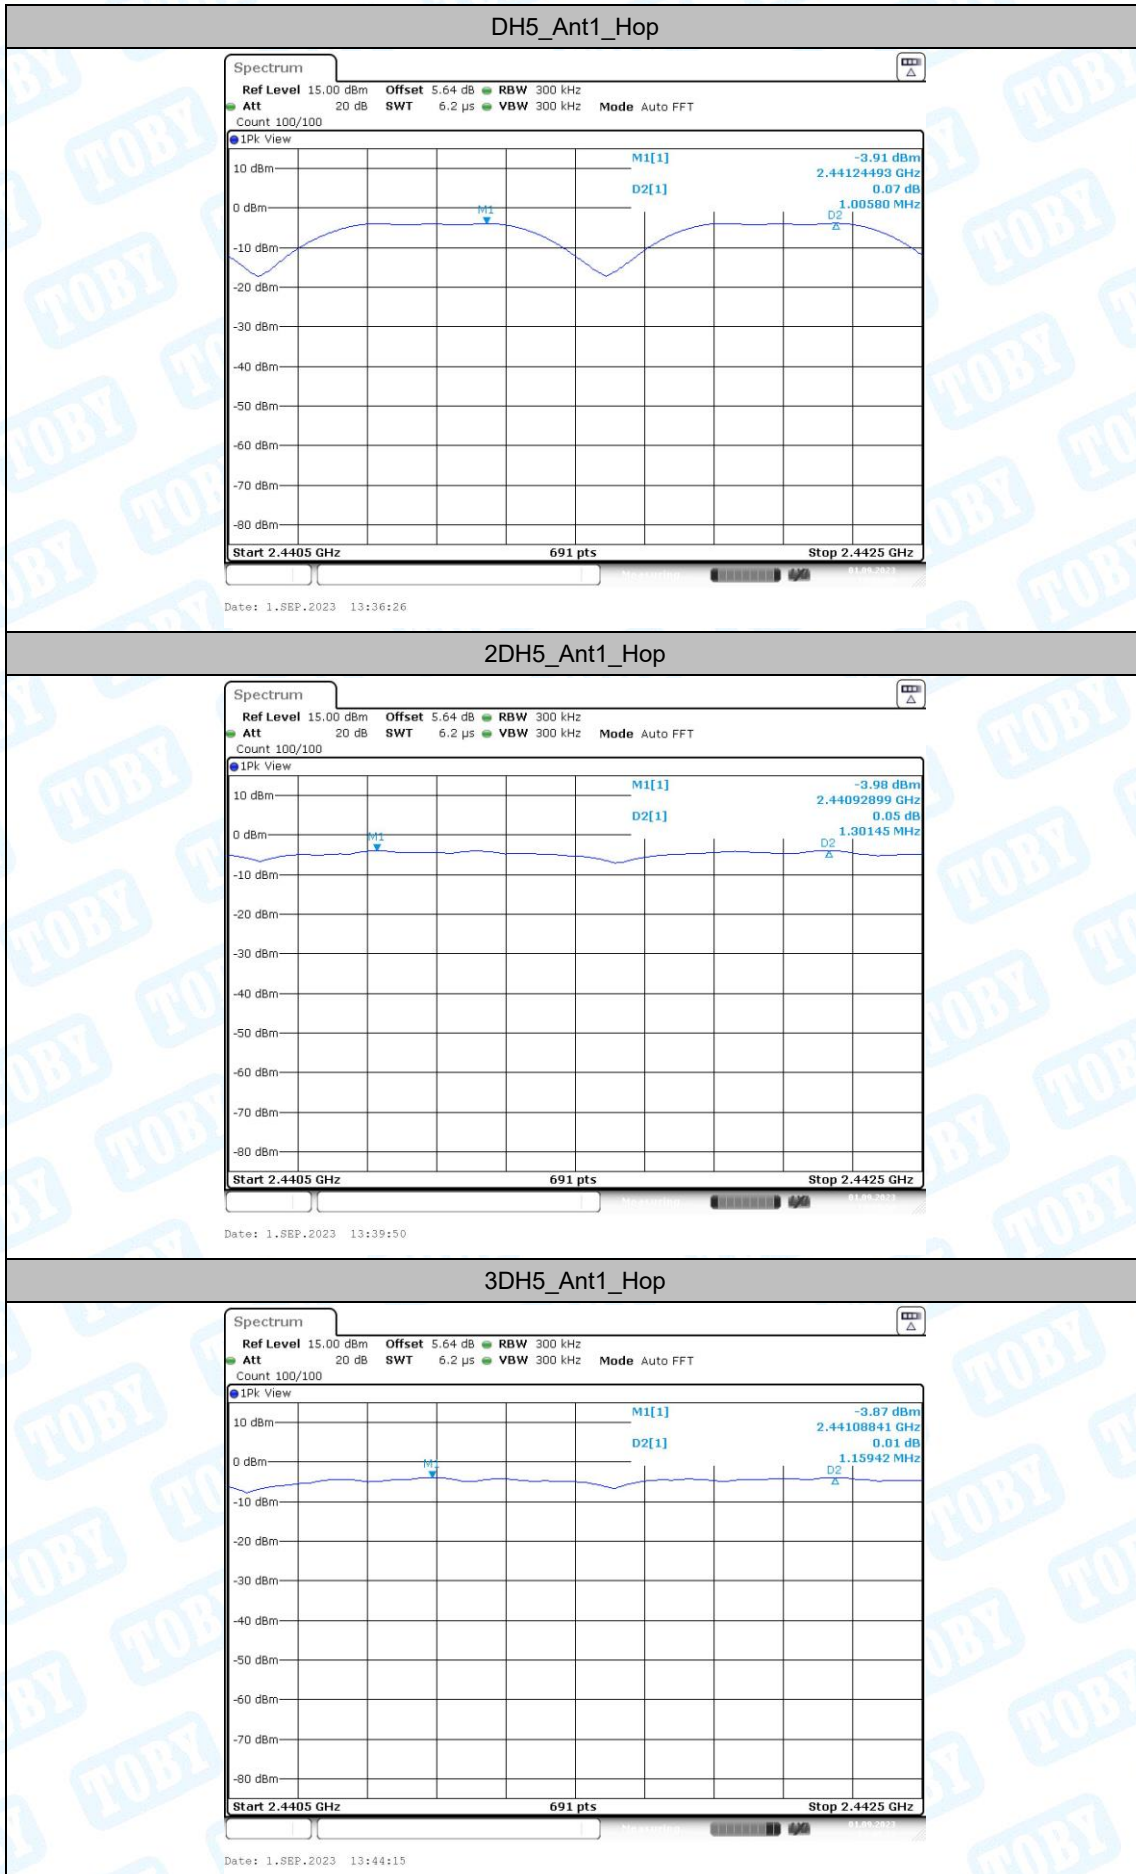 DH5_Ant1_Hop
Spectrum
Ref Level 15.00 dBm Offset 5.64 dB RBW 300 kHz
Att 20 dB SWT 6.2 µs VBW 300 kHz Mode Auto FFT
Count 100/100
1Pk View
M1[1] -3.91 dBm
2.44124493 GHz
D2[1] 0.07 dB
1.00580 MHz
10 dBm
0 dBm
M1
D2
-10 dBm
-20 dBm
-30 dBm
-40 dBm
-50 dBm
-60 dBm
-70 dBm
-80 dBm
Start 2.4405 GHz 691 pts Stop 2.4425 GHz
Measuring 01.09.2023
Date: 1.SEP.2023 13:36:26
2DH5_Ant1_Hop
Spectrum
Ref Level 15.00 dBm Offset 5.64 dB RBW 300 kHz
Att 20 dB SWT 6.2 µs VBW 300 kHz Mode Auto FFT
Count 100/100
1Pk View
M1[1] -3.98 dBm
2.44092899 GHz
D2[1] 0.05 dB
1.30145 MHz
10 dBm
0 dBm
M1
D2
-10 dBm
-20 dBm
-30 dBm
-40 dBm
-50 dBm
-60 dBm
-70 dBm
-80 dBm
Start 2.4405 GHz 691 pts Stop 2.4425 GHz
Measuring 01.09.2023
Date: 1.SEP.2023 13:39:50
3DH5_Ant1_Hop
Spectrum
Ref Level 15.00 dBm Offset 5.64 dB RBW 300 kHz
Att 20 dB SWT 6.2 µs VBW 300 kHz Mode Auto FFT
Count 100/100
1Pk View
M1[1] -3.87 dBm
2.44108841 GHz
D2[1] 0.01 dB
1.15942 MHz
10 dBm
0 dBm
M1
D2
-10 dBm
-20 dBm
-30 dBm
-40 dBm
-50 dBm
-60 dBm
-70 dBm
-80 dBm
Start 2.4405 GHz 691 pts Stop 2.4425 GHz
Measuring 01.09.2023
Date: 1.SEP.2023 13:44:15
TOBY